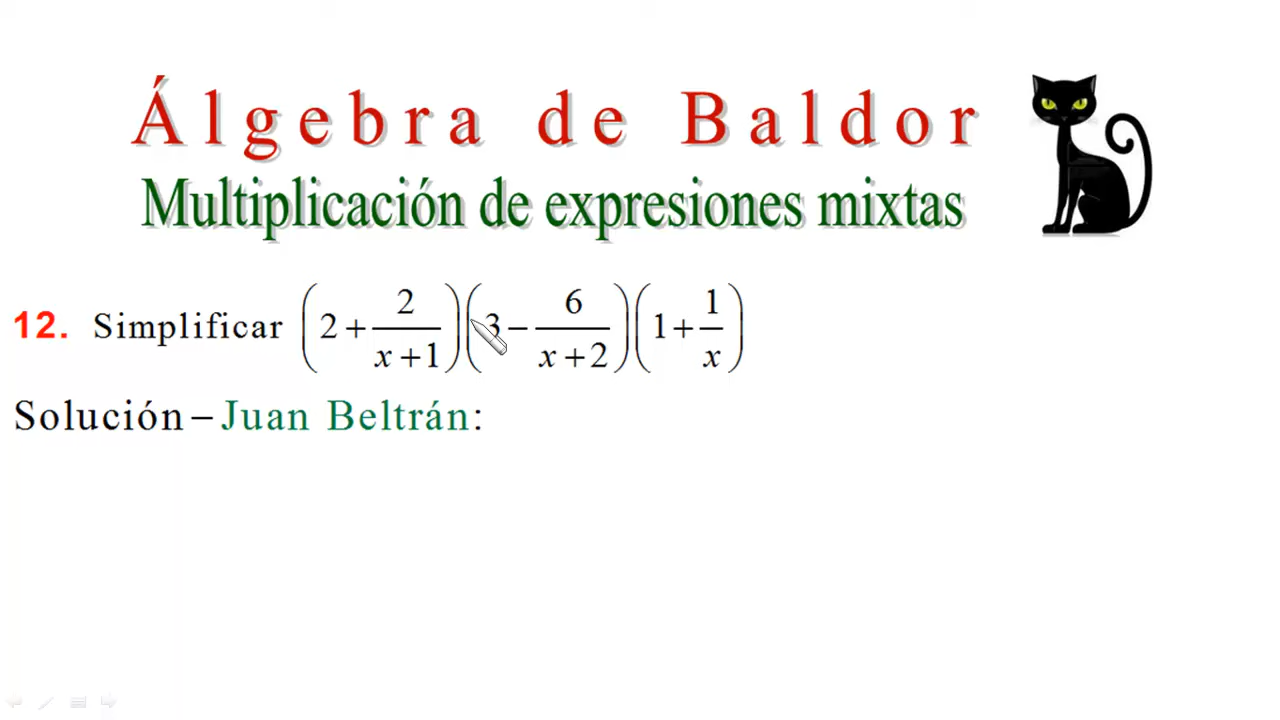 Álgebra de Baldor
Multiplicación de expresiones mixtas
12. Simplificar (2 + 2/(x+1))(3 − 6/(x+2))(1 + 1/x)
Solución – Juan Beltrán: